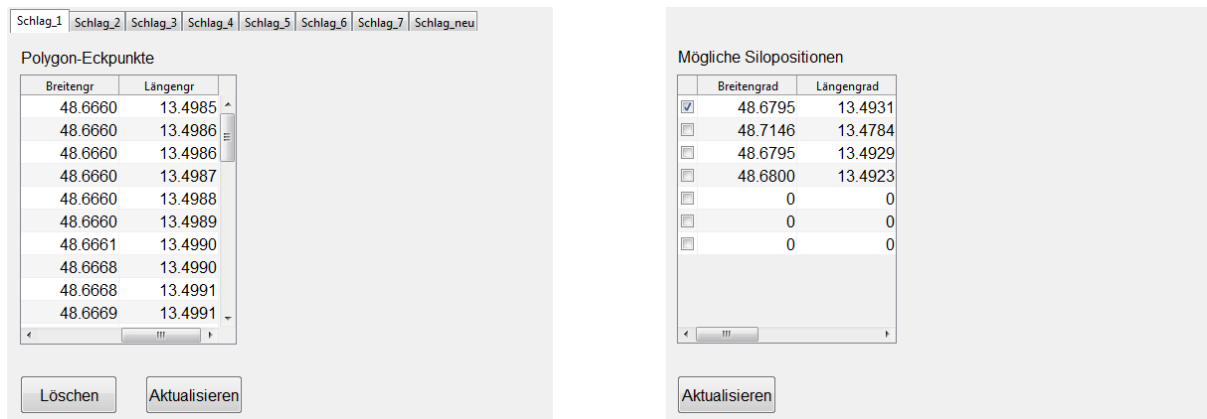 Schlag_1 Schlag_2 Schlag_3 Schlag_4 Schlag_5 Schlag_6 Schlag_7 Schlag_neu
Polygon-Eckpunkte
Breitengr Längengr
48.6660 13.4985
48.6660 13.4986
48.6660 13.4986
48.6660 13.4987
48.6660 13.4988
48.6660 13.4989
48.6661 13.4990
48.6668 13.4990
48.6668 13.4991
48.6669 13.4991
Löschen Aktualisieren
Mögliche Silopositionen
Breitengrad Längengrad
48.6795 13.4931
48.7146 13.4784
48.6795 13.4929
48.6800 13.4923
0 0
0 0
0 0
Aktualisieren